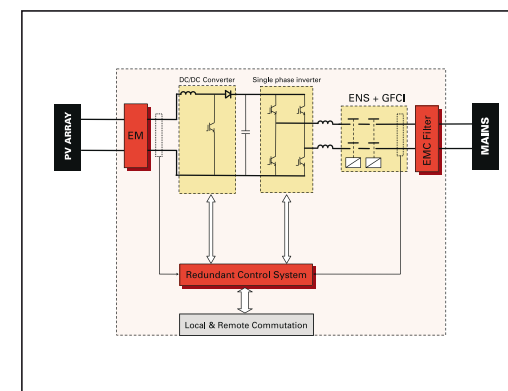 DC/DC Converter
Single phase inverter
ENS + GFCI
PV ARRAY
EM
EMC Filter
MAINS
Redundant Control System
Local & Remote Commutation